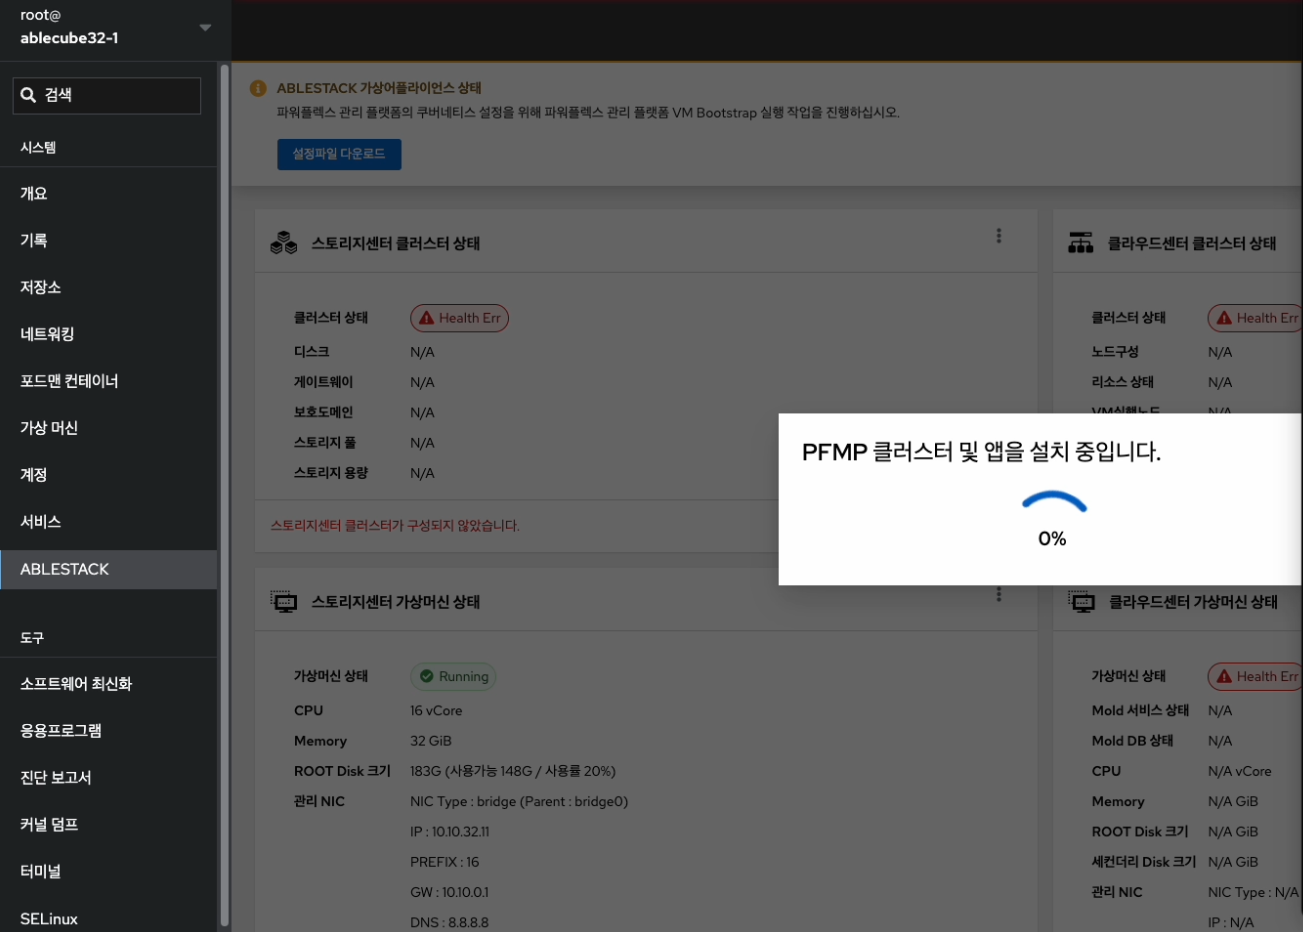 root@
ablecube32-1
검색
시스템
개요
기록
저장소
네트워킹
포드맨 컨테이너
가상 머신
계정
서비스
ABLESTACK
도구
소프트웨어 최신화
응용프로그램
진단 보고서
커널 덤프
터미널
SELinux
ABLESTACK 가상어플라이언스 상태
파워플렉스 관리 플랫폼의 쿠버네티스 설정을 위해 파워플렉스 관리 플랫폼 VM Bootstrap 실행 작업을 진행하십시오.
설정파일 다운로드
스토리지센터 클러스터 상태
클러스터 상태 Health Err
디스크 N/A
게이트웨이 N/A
보호도메인 N/A
스토리지 풀 N/A
스토리지 용량 N/A
스토리지센터 클러스터가 구성되지 않았습니다.
클라우드센터 클러스터 상태
클러스터 상태 Health Err
노드구성 N/A
리소스 상태 N/A
VM실행노드 N/A
PFMP 클러스터 및 앱을 설치 중입니다.
0%
스토리지센터 가상머신 상태
가상머신 상태 Running
CPU 16 vCore
Memory 32 GiB
ROOT Disk 크기 183G (사용가능 148G / 사용률 20%)
관리 NIC NIC Type : bridge (Parent : bridge0)
IP : 10.10.32.11
PREFIX : 16
GW : 10.10.0.1
DNS : 8.8.8.8
클라우드센터 가상머신 상태
가상머신 상태 Health Err
Mold 서비스 상태 N/A
Mold DB 상태 N/A
CPU N/A vCore
Memory N/A GiB
ROOT Disk 크기 N/A GiB
세컨더리 Disk 크기 N/A GiB
관리 NIC NIC Type : N/A
IP : N/A